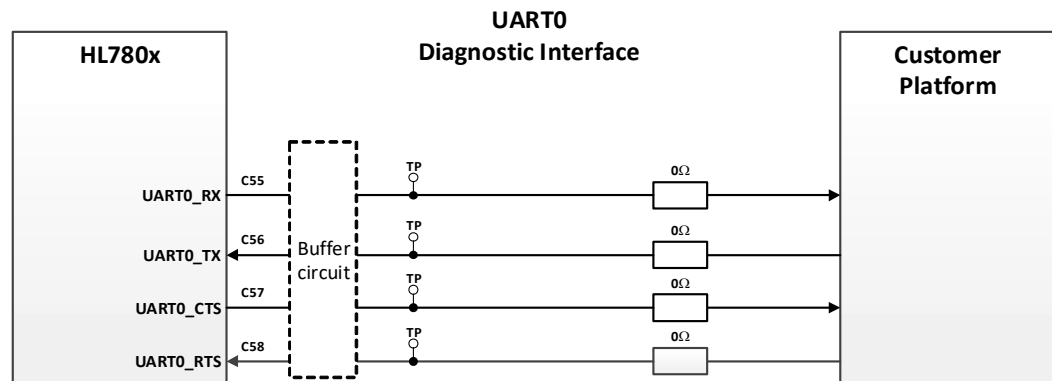 UART0
Diagnostic Interface
HL780x
Customer
Platform
UART0_RX
C55
TP
0Ω
UART0_TX
C56
TP
0Ω
Buffer
circuit
UART0_CTS
C57
TP
0Ω
UART0_RTS
C58
TP
0Ω